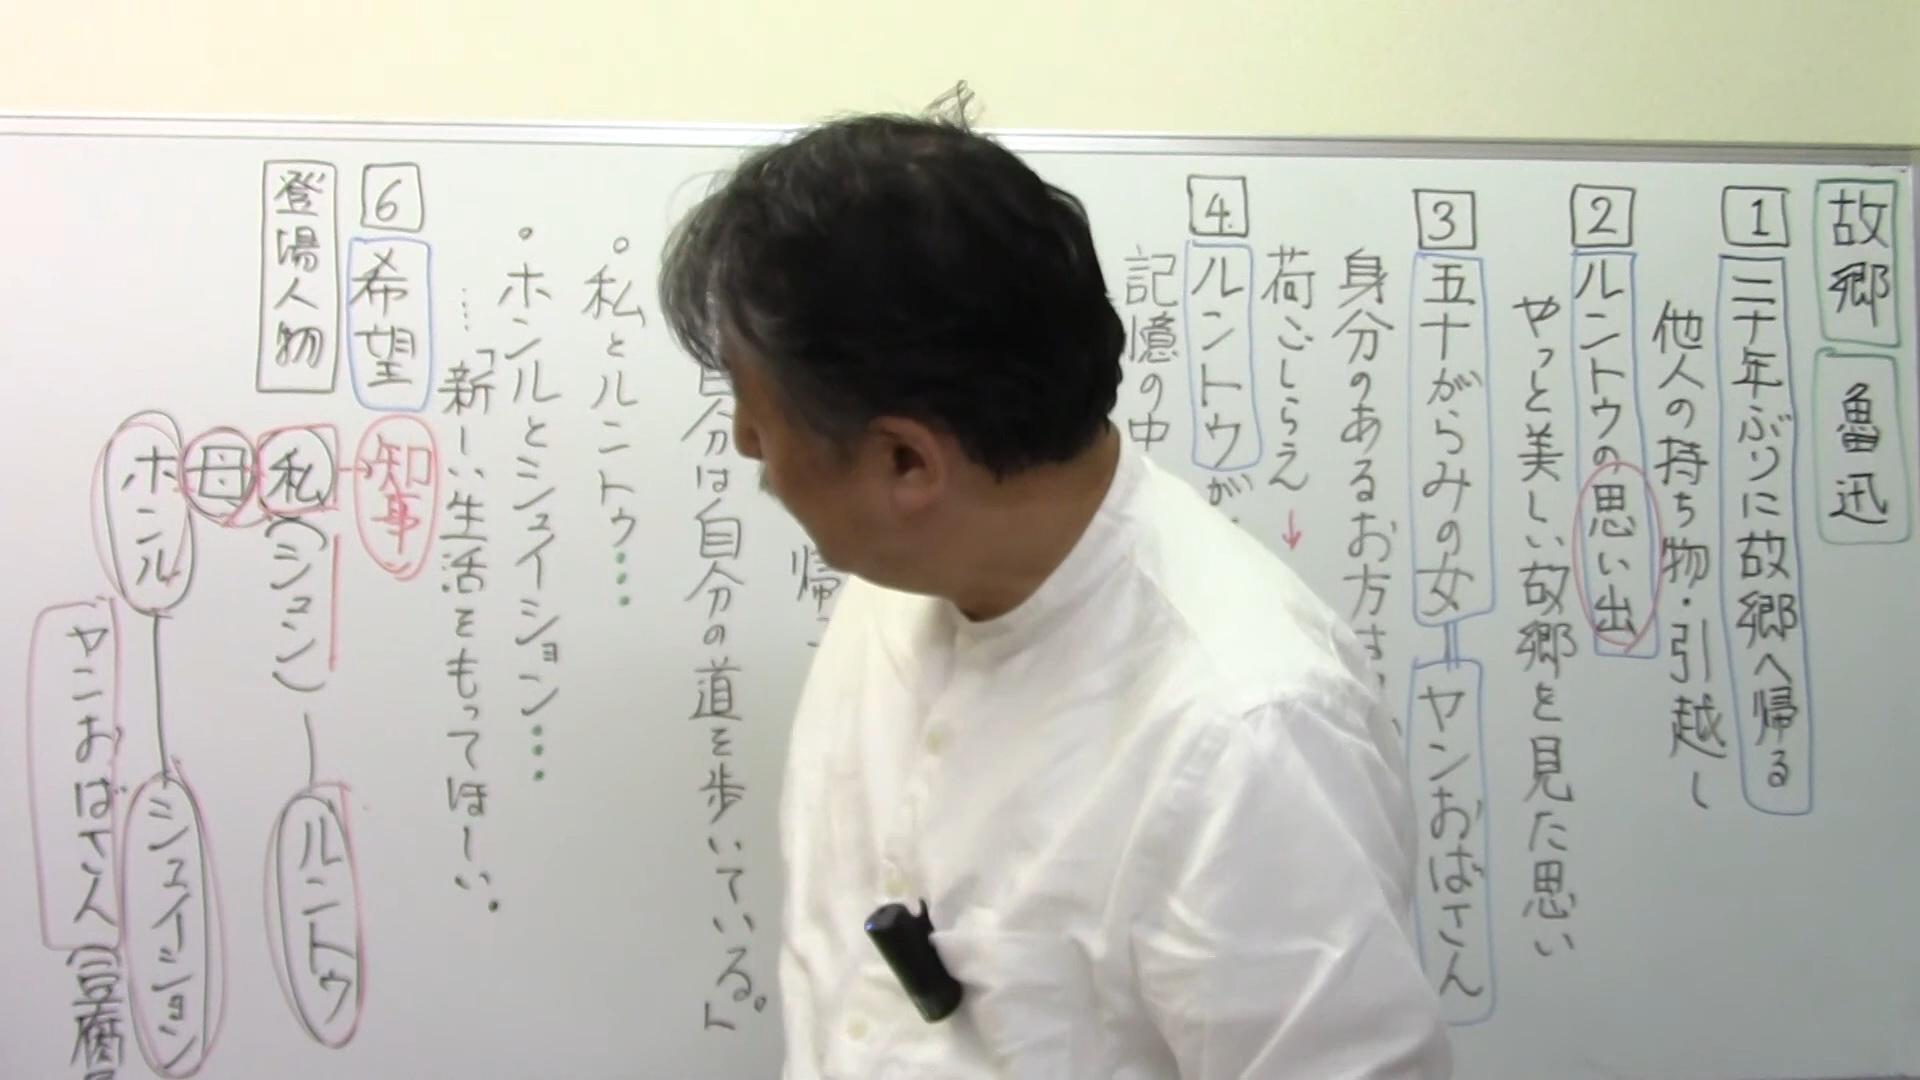 故郷 魯迅
1 二十年ぶりに故郷へ帰る
他人の持ち物・引越し
2 ルントウの思い出
やっと美しい故郷を見た思い
3 五十がらみの女 ヤンおばさん
身分のあるお方は
荷ごしらえ↓
4 ルントウが
記憶の中
帰
自分は自分の道を歩いている。」
。私とルントウ……
。ホンルとシュイション……
……「新しい生活をもってほしい。
6 希望
知事
登場人物
私(シュン) ルントウ
母
ホンル シュイション
ヤンおばさん(豆腐